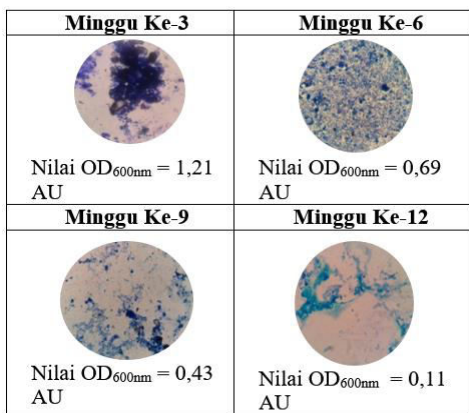 Minggu Ke-3
Minggu Ke-6
Nilai OD600nm = 1,21
AU
Nilai OD600nm = 0,69
AU
Minggu Ke-9
Minggu Ke-12
Nilai OD600nm = 0,43
AU
Nilai OD600nm = 0,11
AU